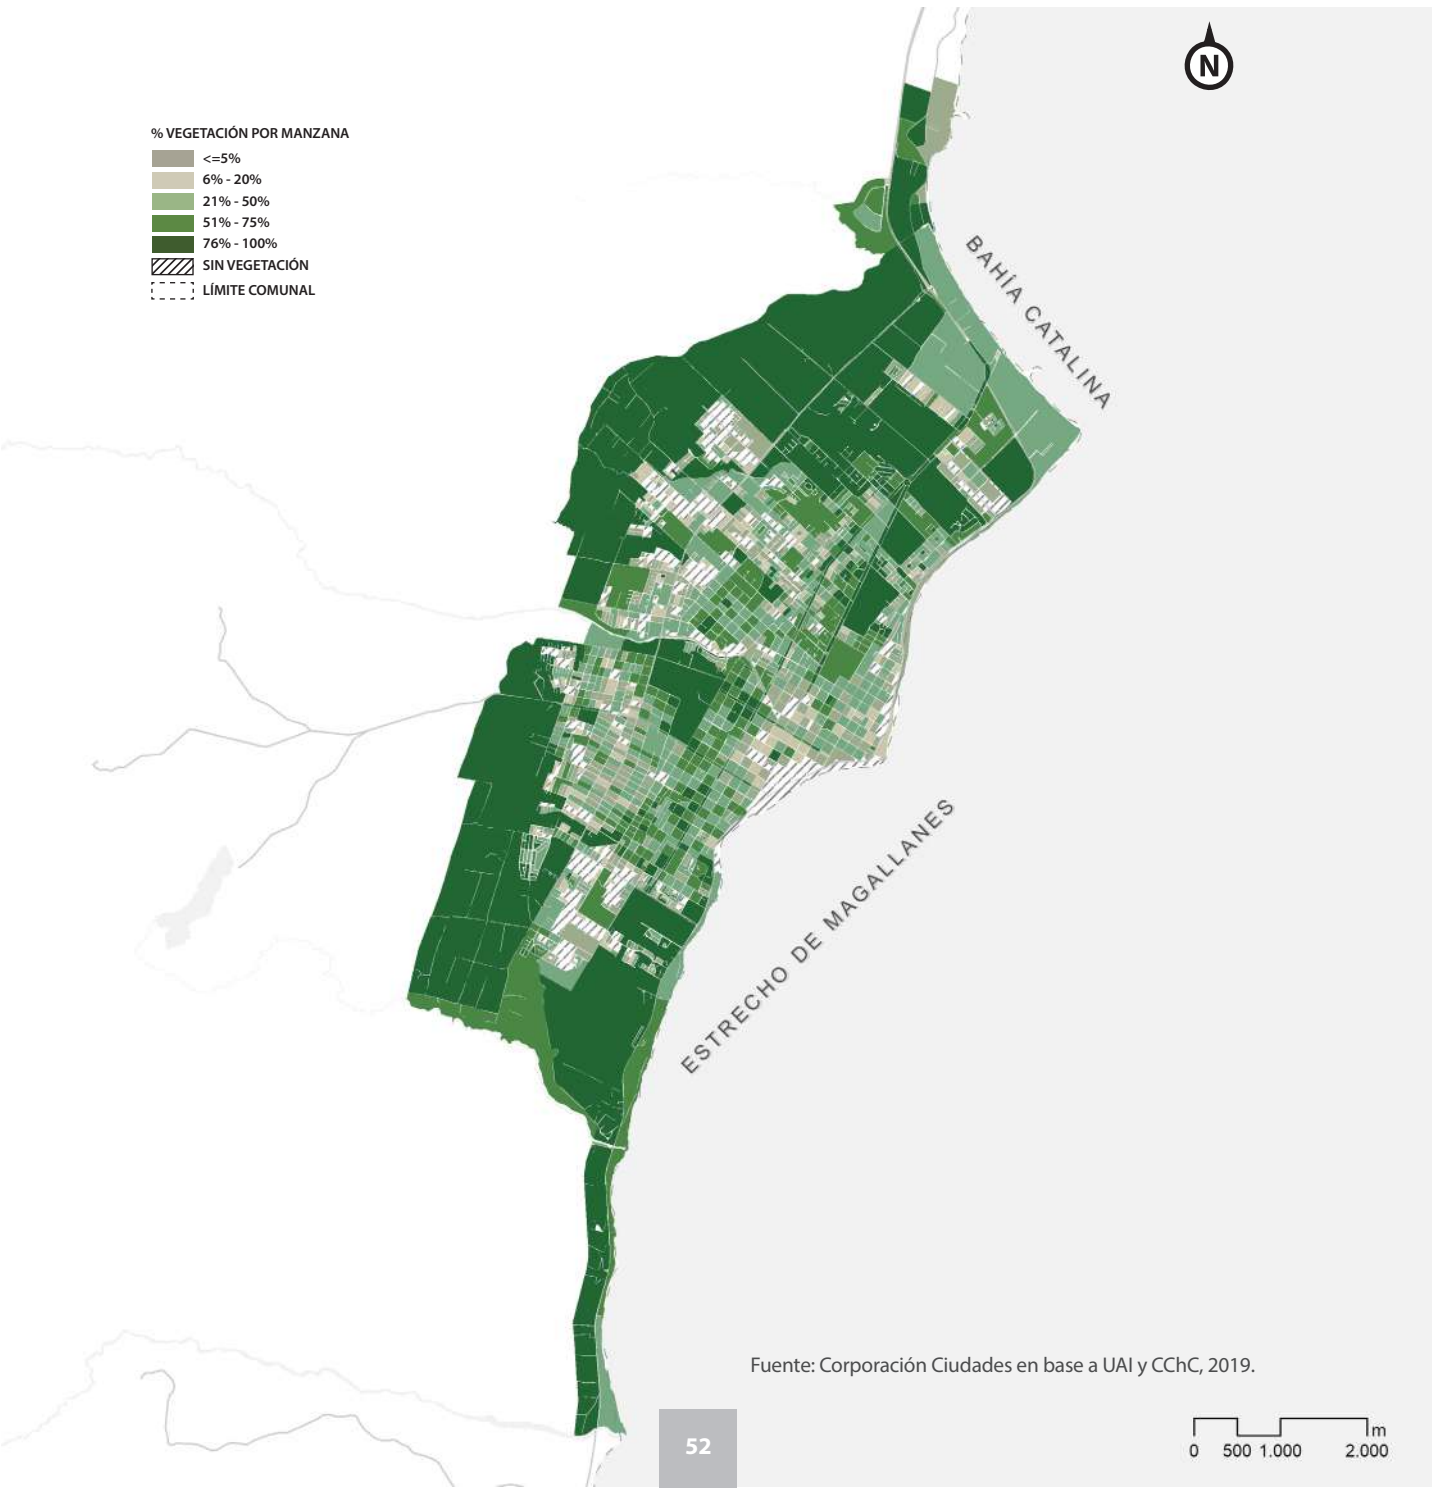 N
% VEGETACIÓN POR MANZANA
<=5%
6% - 20%
21% - 50%
51% - 75%
76% - 100%
SIN VEGETACIÓN
LÍMITE COMUNAL
BAHÍA CATALINA
ESTRECHO DE MAGALLANES
Fuente: Corporación Ciudades en base a UAI y CChC, 2019.
52
m
0 500 1.000 2.000